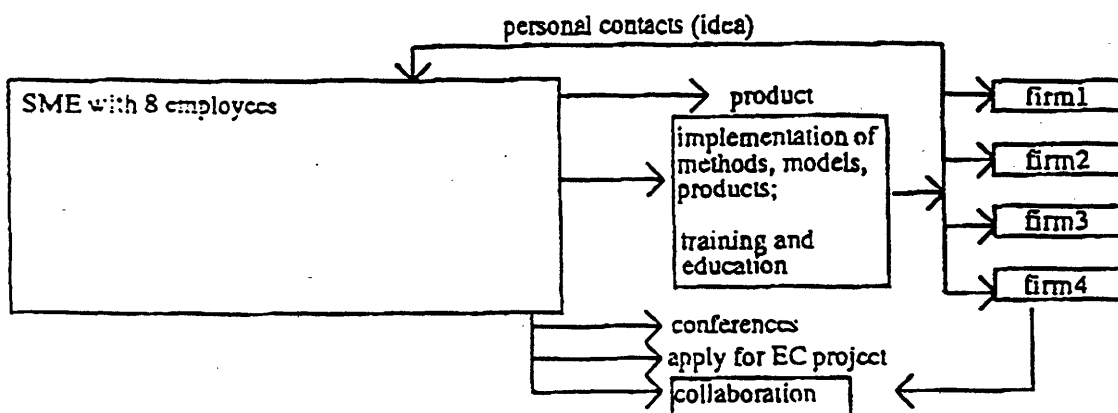 personal contacts (idea)
SME with 8 employees
product
implementation of
methods, models,
products;
training and
education
firm1
firm2
firm3
firm4
conferences
apply for EC project
collaboration